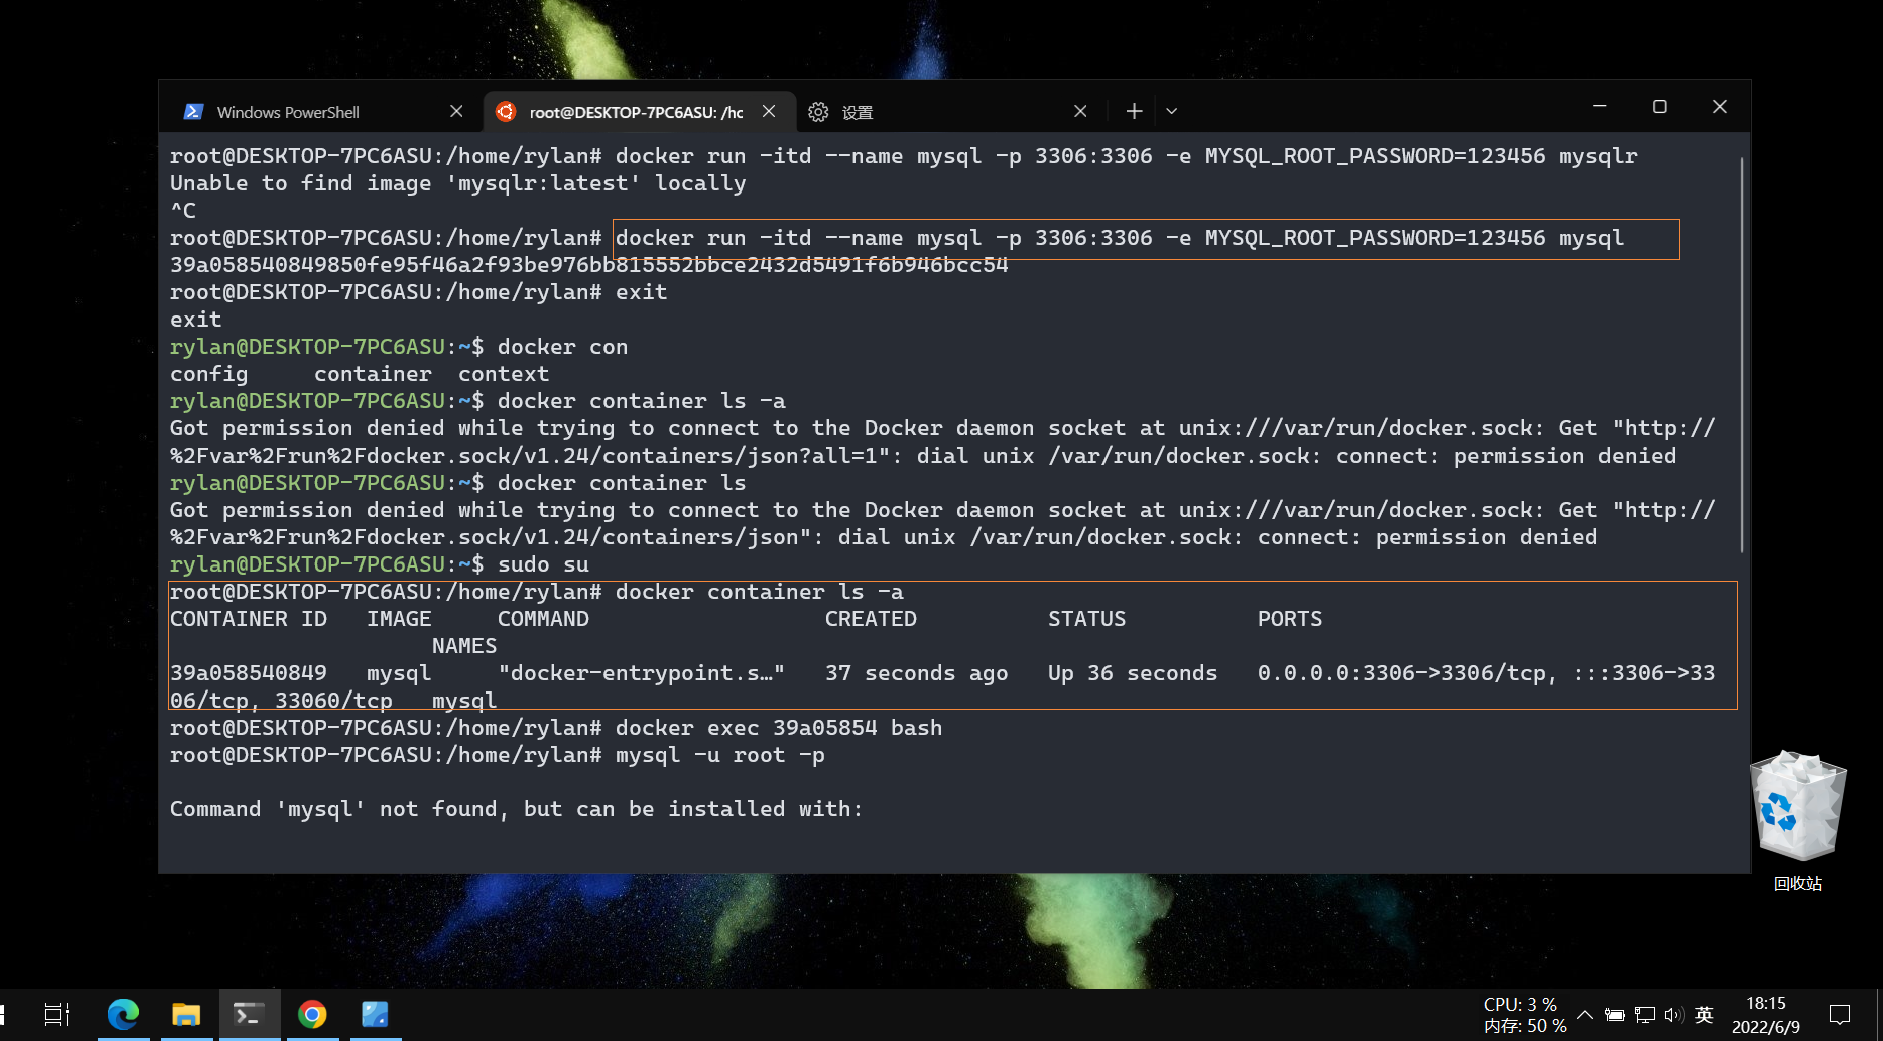 Windows PowerShell
root@DESKTOP-7PC6ASU: /hc
设置
root@DESKTOP-7PC6ASU:/home/rylan# docker run -itd --name mysql -p 3306:3306 -e MYSQL_ROOT_PASSWORD=123456 mysqlr
Unable to find image 'mysqlr:latest' locally
^C
root@DESKTOP-7PC6ASU:/home/rylan# docker run -itd --name mysql -p 3306:3306 -e MYSQL_ROOT_PASSWORD=123456 mysql
39a058540849850fe95f46a2f93be976bb815552bbce2432d5491f6b946bcc54
root@DESKTOP-7PC6ASU:/home/rylan# exit
exit
rylan@DESKTOP-7PC6ASU:~$ docker con
config     container  context
rylan@DESKTOP-7PC6ASU:~$ docker container ls -a
Got permission denied while trying to connect to the Docker daemon socket at unix:///var/run/docker.sock: Get "http://
%2Fvar%2Frun%2Fdocker.sock/v1.24/containers/json?all=1": dial unix /var/run/docker.sock: connect: permission denied
rylan@DESKTOP-7PC6ASU:~$ docker container ls
Got permission denied while trying to connect to the Docker daemon socket at unix:///var/run/docker.sock: Get "http://
%2Fvar%2Frun%2Fdocker.sock/v1.24/containers/json": dial unix /var/run/docker.sock: connect: permission denied
rylan@DESKTOP-7PC6ASU:~$ sudo su
root@DESKTOP-7PC6ASU:/home/rylan# docker container ls -a
CONTAINER ID   IMAGE     COMMAND                  CREATED          STATUS          PORTS
                    NAMES
39a058540849   mysql     "docker-entrypoint.s…"   37 seconds ago   Up 36 seconds   0.0.0.0:3306->3306/tcp, :::3306->33
06/tcp, 33060/tcp   mysql
root@DESKTOP-7PC6ASU:/home/rylan# docker exec 39a05854 bash
root@DESKTOP-7PC6ASU:/home/rylan# mysql -u root -p
Command 'mysql' not found, but can be installed with:
回收站
CPU: 3 %
内存: 50 %
英
18:15
2022/6/9